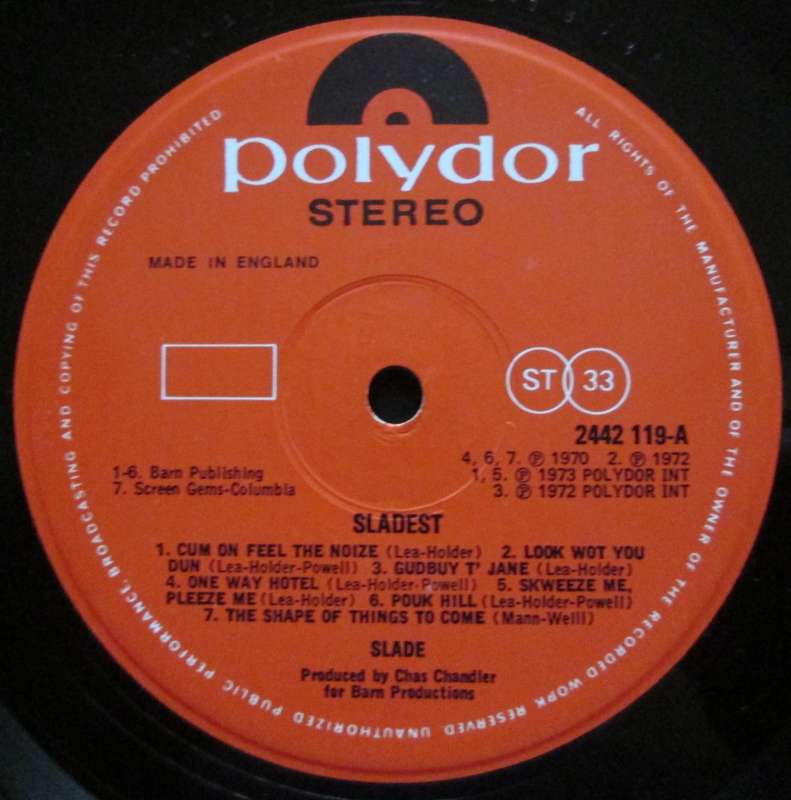 polydor
STEREO
MADE IN ENGLAND
ST 33
2442 119-A
4, 6, 7. ℗ 1970 2. ℗ 1972
1, 5. ℗ 1973 POLYDOR INT
3. ℗ 1972 POLYDOR INT
1-6. Barn Publishing
7. Screen Gems-Columbia
SLADEST
1. CUM ON FEEL THE NOIZE (Lea-Holder) 2. LOOK WOT YOU
DUN (Lea-Holder-Powell) 3. GUDBUY T' JANE (Lea-Holder)
4. ONE WAY HOTEL (Lea-Holder-Powell) 5. SKWEEZE ME,
PLEEZE ME (Lea-Holder) 6. POUK HILL (Lea-Holder-Powell)
7. THE SHAPE OF THINGS TO COME (Mann-Weill)
SLADE
Produced by Chas Chandler
for Barn Productions
ALL RIGHTS OF THE MANUFACTURER AND OF THE OWNER OF THE RECORDED WORK RESERVED. UNAUTHORIZED PUBLIC PERFORMANCE, BROADCASTING AND COPYING OF THIS RECORD PROHIBITED